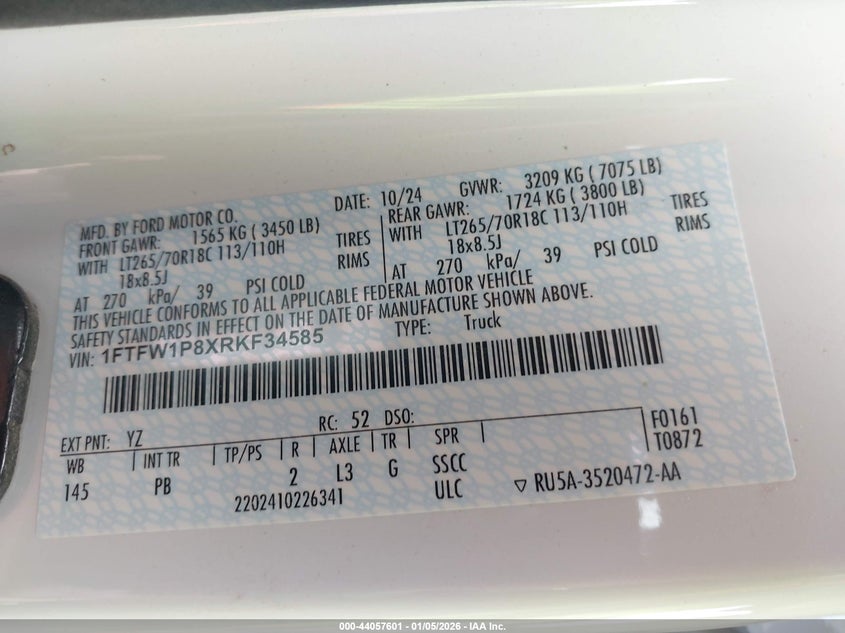 MFD. BY FORD MOTOR CO. DATE: 10/24 GVWR: 3209 KG ( 7075 LB)
FRONT GAWR: 1565 KG ( 3450 LB) REAR GAWR: 1724 KG ( 3800 LB)
WITH LT265/70R18C 113/110H TIRES WITH LT265/70R18C 113/110H TIRES
18x8.5J RIMS 18x8.5J RIMS
AT 270 kPa/ 39 PSI COLD AT 270 kPa/ 39 PSI COLD
THIS VEHICLE CONFORMS TO ALL APPLICABLE FEDERAL MOTOR VEHICLE
SAFETY STANDARDS IN EFFECT ON THE DATE OF MANUFACTURE SHOWN ABOVE.
VIN: 1FTFW1P8XRKF34585 TYPE: Truck
EXT PNT: YZ RC: 52 DSO: F0161
WB INT TR TP/PS R AXLE TR SPR T0872
145 PB 2 L3 G SSCC
2202410226341 ULC ▽ RU5A-3520472-AA
000-44057601 - 01/05/2026 - IAA Inc.